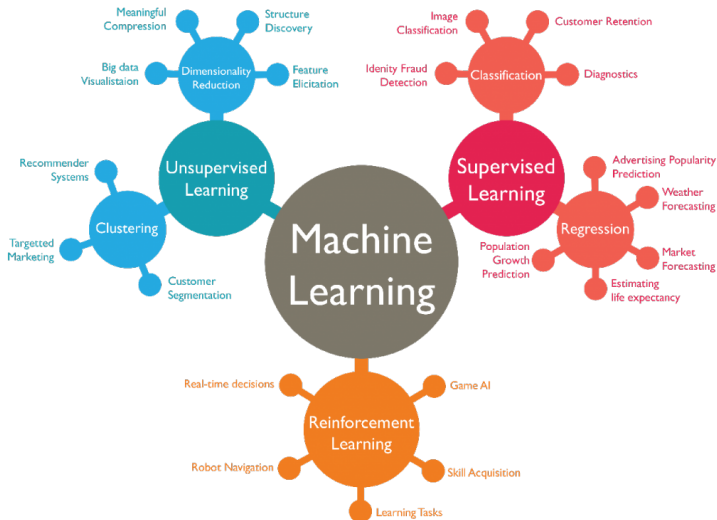 Meaningful
Compression
Structure
Discovery
Big data
Visualistaion
Dimensionality
Reduction
Feature
Elicitation
Image
Classification
Customer Retention
Idenity Fraud
Detection
Classification
Diagnostics
Unsupervised
Learning
Supervised
Learning
Recommender
Systems
Clustering
Targetted
Marketing
Customer
Segmentation
Machine
Learning
Advertising Popularity
Prediction
Weather
Forecasting
Regression
Population
Growth
Prediction
Market
Forecasting
Estimating
life expectancy
Real-time decisions
Game AI
Reinforcement
Learning
Robot Navigation
Skill Acquisition
Learning Tasks